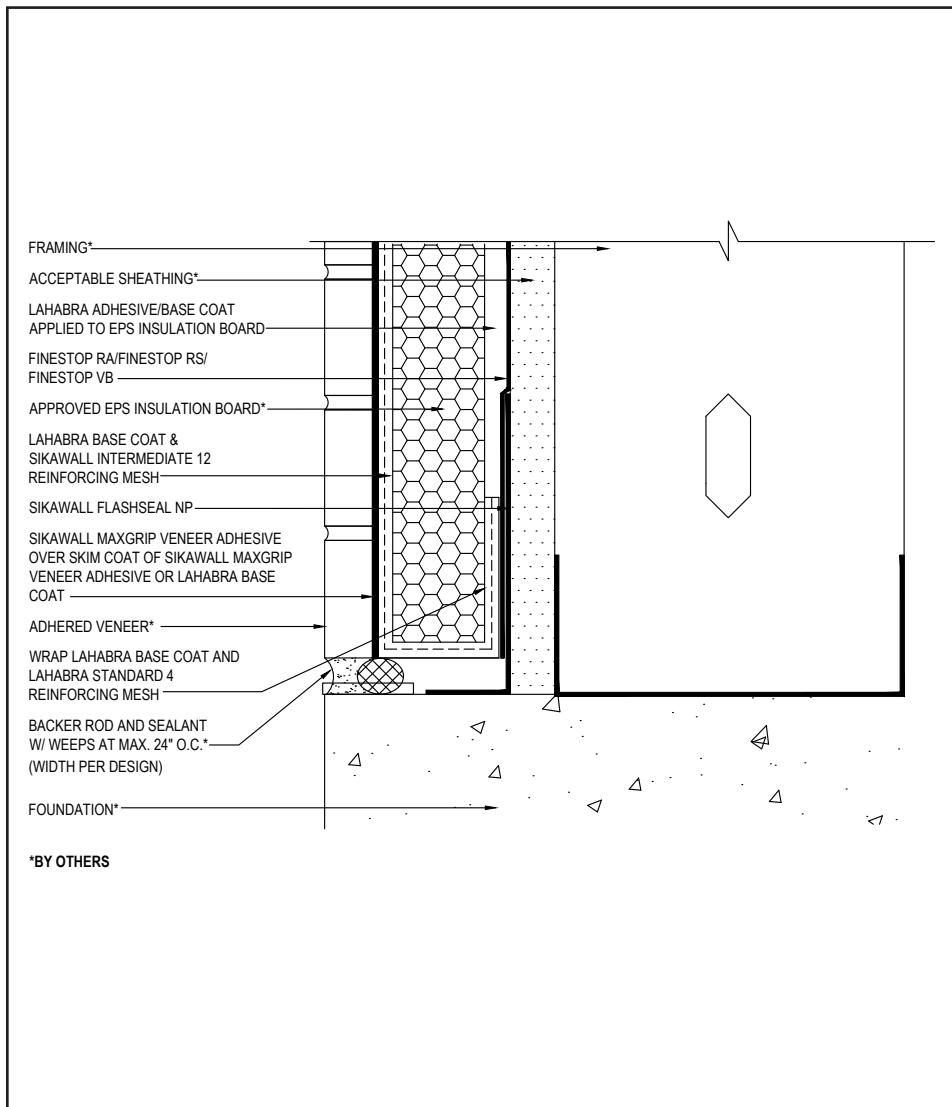 FRAMING*
ACCEPTABLE SHEATHING*
LAHABRA ADHESIVE/BASE COAT
APPLIED TO EPS INSULATION BOARD
FINESTOP RA/FINESTOP RS/
FINESTOP VB
APPROVED EPS INSULATION BOARD*
LAHABRA BASE COAT &
SIKAWALL INTERMEDIATE 12
REINFORCING MESH
SIKAWALL FLASHSEAL NP
SIKAWALL MAXGRIP VENEER ADHESIVE
OVER SKIM COAT OF SIKAWALL MAXGRIP
VENEER ADHESIVE OR LAHABRA BASE
COAT
ADHERED VENEER*
WRAP LAHABRA BASE COAT AND
LAHABRA STANDARD 4
REINFORCING MESH
BACKER ROD AND SEALANT
W/ WEEPS AT MAX. 24" O.C.*
(WIDTH PER DESIGN)
FOUNDATION*
*BY OTHERS